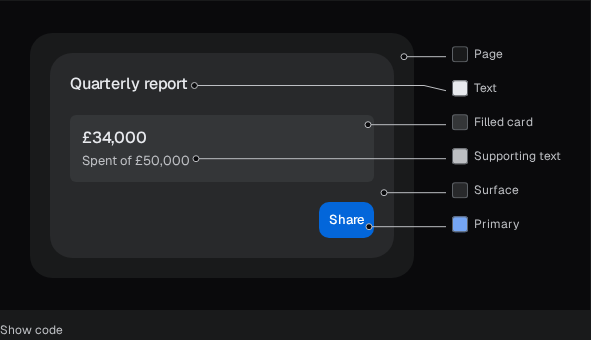 Quarterly report
£34,000
Spent of £50,000
Share
Page
Text
Filled card
Supporting text
Surface
Primary
Show code